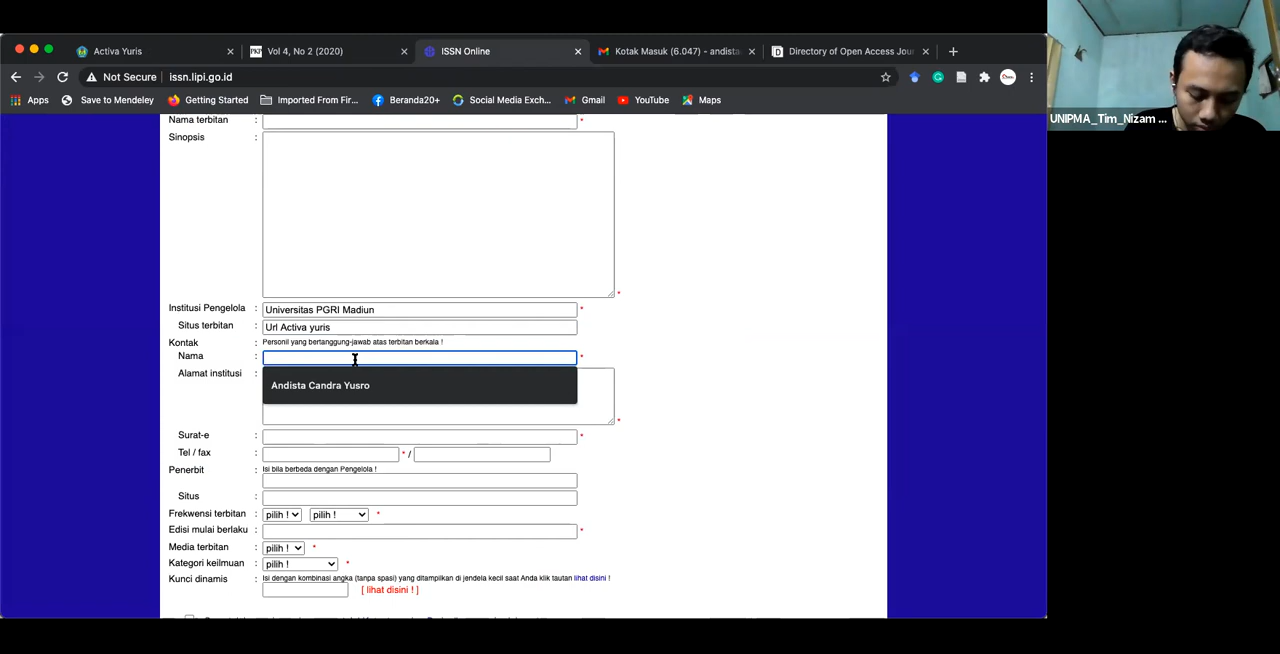 Activa Yuris
Vol 4, No 2 (2020)
ISSN Online
Kotak Masuk (6.047) - andista
Directory of Open Access Jou
Not Secure | issn.lipi.go.id
Apps
Save to Mendeley
Getting Started
Imported From Fir...
Beranda20+
Social Media Exch...
Gmail
YouTube
Maps
UNIPMA_Tim_Nizam ...
Nama terbitan : *
Sinopsis : *
Institusi Pengelola : Universitas PGRI Madiun *
Situs terbitan : Url Activa yuris
Kontak : Personil yang bertanggung-jawab atas terbitan berkala !
Nama : *
Andista Candra Yusro
Alamat institusi : *
Surat-e : *
Tel / fax : * /
Penerbit : Isi bila berbeda dengan Pengelola !
Situs :
Frekwensi terbitan : pilih ! pilih ! *
Edisi mulai berlaku : *
Media terbitan : pilih ! *
Kategori keilmuan : pilih ! *
Kunci dinamis : Isi dengan kombinasi angka (tanpa spasi) yang ditampilkan di jendela kecil saat Anda klik tautan lihat disini !
[ lihat disini ! ]